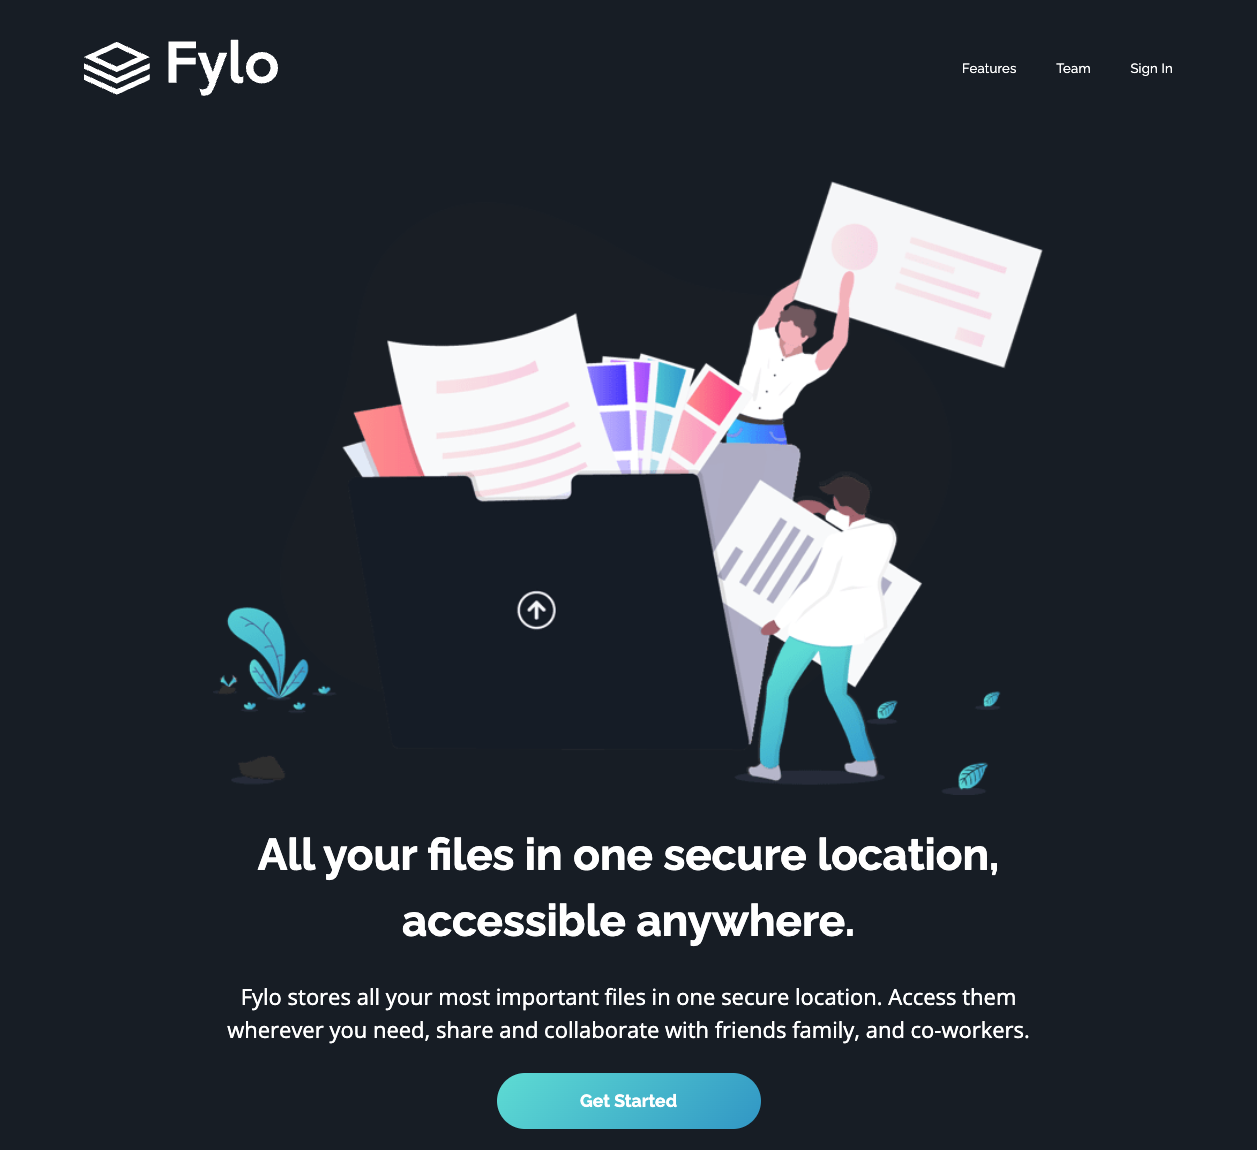 Fylo
Features
Team
Sign In
All your files in one secure location,
accessible anywhere.
Fylo stores all your most important files in one secure location. Access them
wherever you need, share and collaborate with friends family, and co-workers.
Get Started